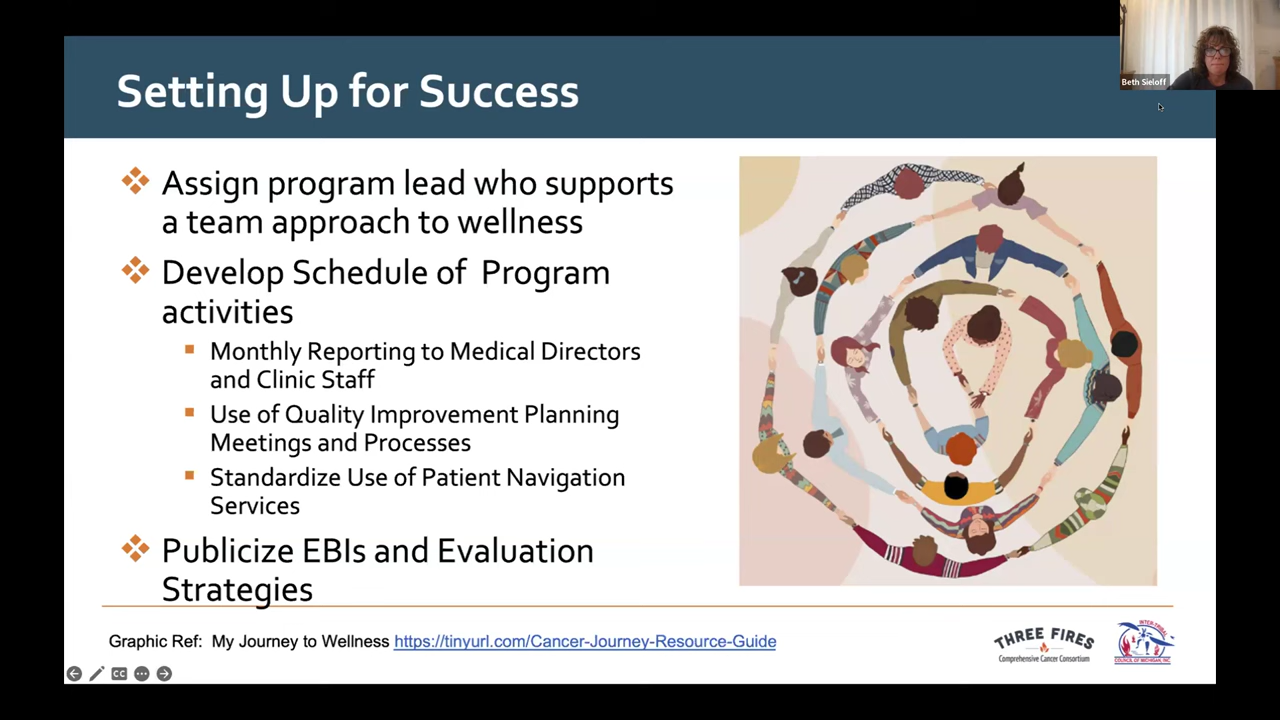 Beth Sieloff
Setting Up for Success
Assign program lead who supports
a team approach to wellness
Develop Schedule of Program
activities
Monthly Reporting to Medical Directors
and Clinic Staff
Use of Quality Improvement Planning
Meetings and Processes
Standardize Use of Patient Navigation
Services
Publicize EBIs and Evaluation
Strategies
Graphic Ref: My Journey to Wellness https://tinyurl.com/Cancer-Journey-Resource-Guide
THREE FIRES
Comprehensive Cancer Consortium
INTER-TRIBAL
COUNCIL OF MICHIGAN, INC.
CC